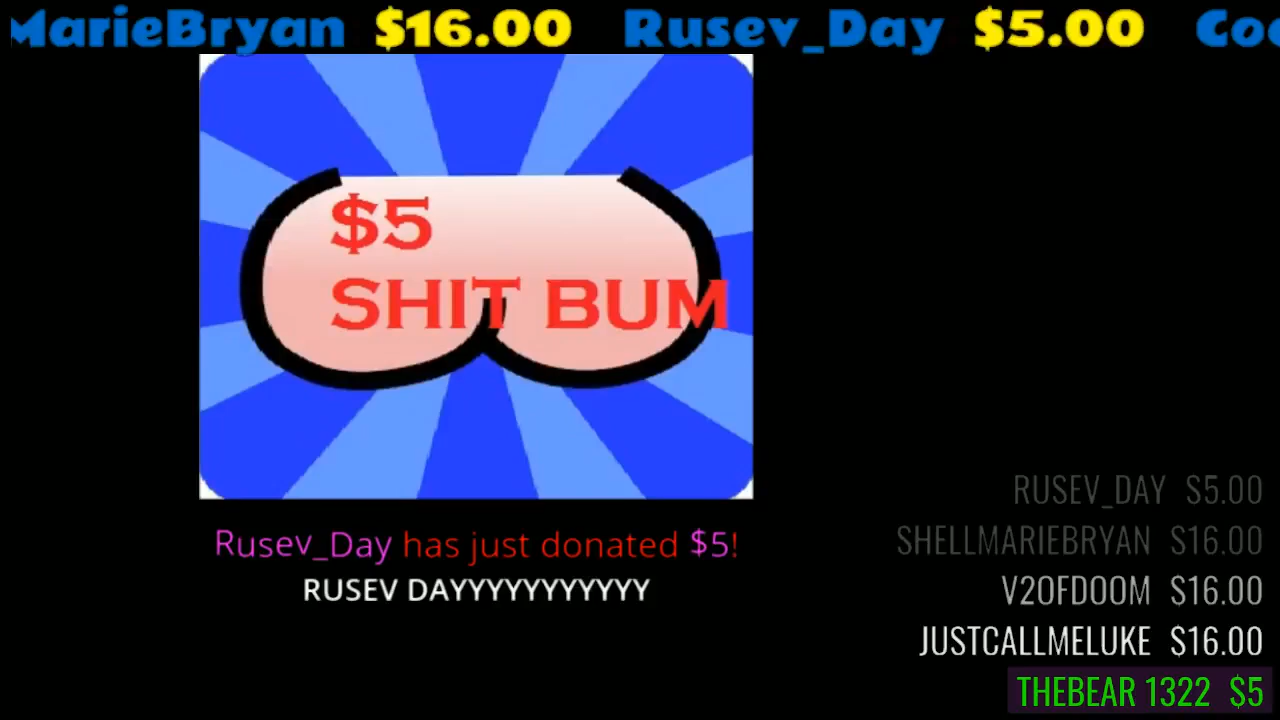 MarieBryan $16.00 Rusev_Day $5.00 Coo
$5
SHIT BUM
Rusev_Day has just donated $5!
RUSEV DAYYYYYYYYYYY
RUSEV_DAY $5.00
SHELLMARIEBRYAN $16.00
V2OFDOOM $16.00
JUSTCALLMELUKE $16.00
THEBEAR 1322 $5